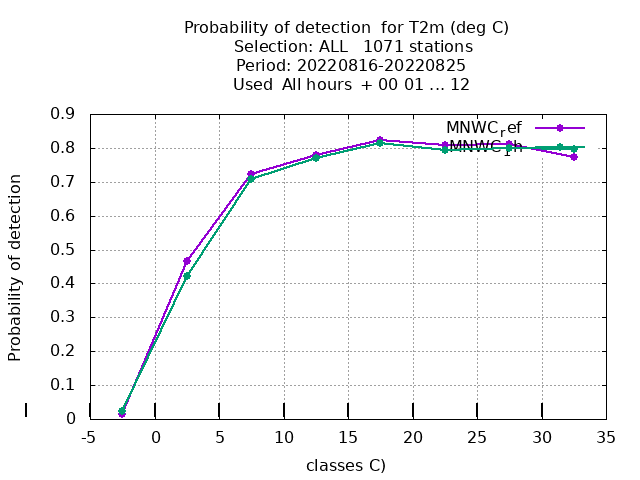 Probability of detection for T2m (deg C)
Selection: ALL 1071 stations
Period: 20220816-20220825
Used All hours + 00 01 ... 12
MNWC_ref
MNWC_1h
0.9
0.8
0.7
0.6
0.5
0.4
0.3
0.2
0.1
0
Probability of detection
-5 0 5 10 15 20 25 30 35
classes C)